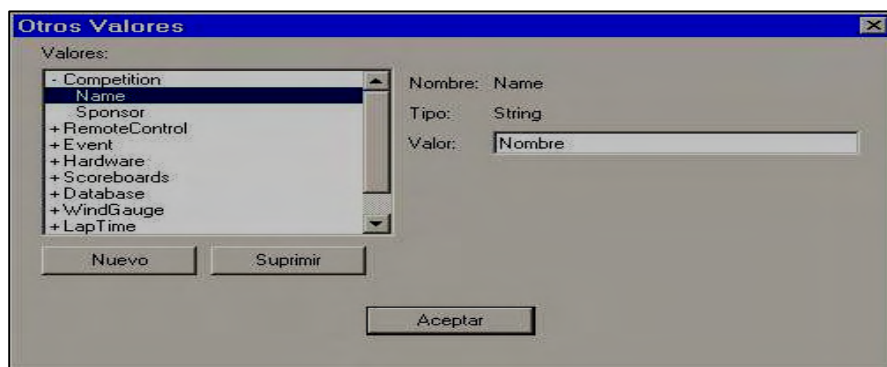 Otros Valores
Valores:
- Competition
Name
Sponsor
+ RemoteControl
+ Event
+ Hardware
+ Scoreboards
+ Database
+ WindGauge
+ LapTime
Nombre: Name
Tipo: String
Valor: Nombre
Nuevo
Suprimir
Aceptar